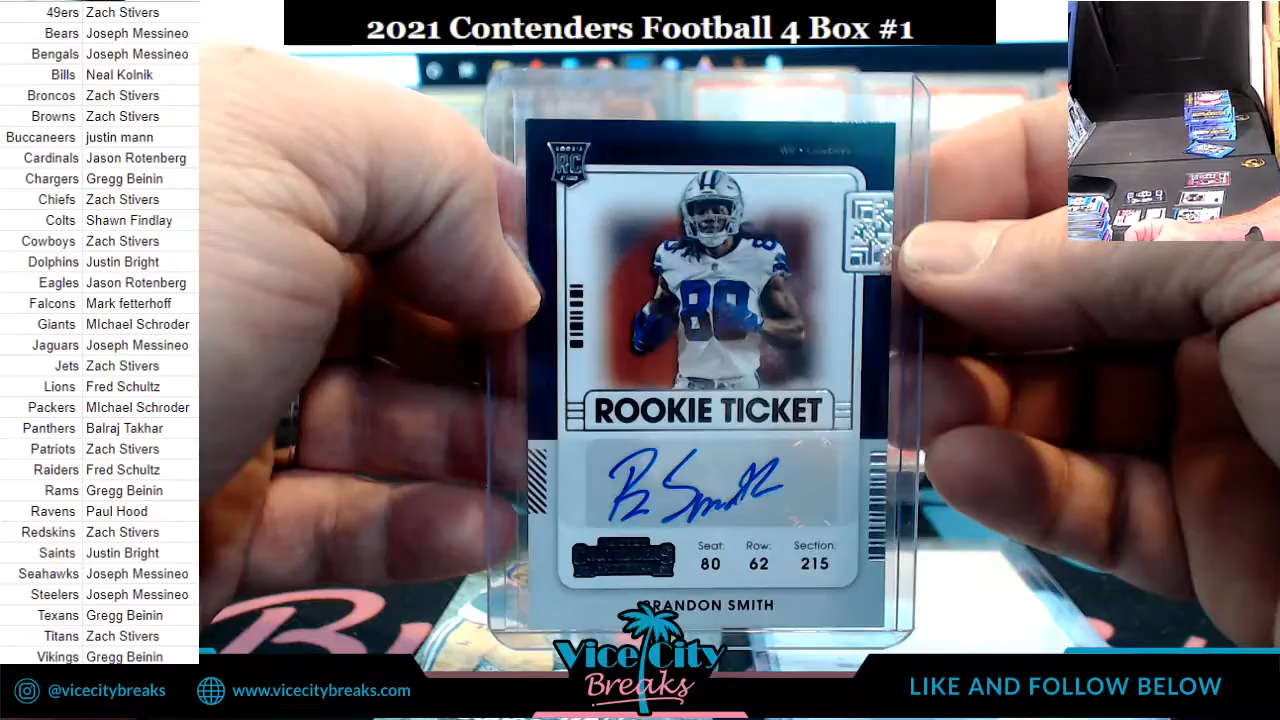 2021 Contenders Football 4 Box #1
49ers Zach Stivers
Bears Joseph Messineo
Bengals Joseph Messineo
Bills Neal Kolnik
Broncos Zach Stivers
Browns Zach Stivers
Buccaneers justin mann
Cardinals Jason Rotenberg
Chargers Gregg Beinin
Chiefs Zach Stivers
Colts Shawn Findlay
Cowboys Zach Stivers
Dolphins Justin Bright
Eagles Jason Rotenberg
Falcons Mark fetterhoff
Giants MIchael Schroder
Jaguars Joseph Messineo
Jets Zach Stivers
Lions Fred Schultz
Packers MIchael Schroder
Panthers Balraj Takhar
Patriots Zach Stivers
Raiders Fred Schultz
Rams Gregg Beinin
Ravens Paul Hood
Redskins Zach Stivers
Saints Justin Bright
Seahawks Joseph Messineo
Steelers Joseph Messineo
Texans Gregg Beinin
Titans Zach Stivers
Vikings Gregg Beinin
RC
WR • Cowboys
80
ROOKIE TICKET
B Smith
Seat: Row: Section:
80 62 215
BRANDON SMITH
Vice City
Breaks
@vicecitybreaks
www.vicecitybreaks.com
LIKE AND FOLLOW BELOW